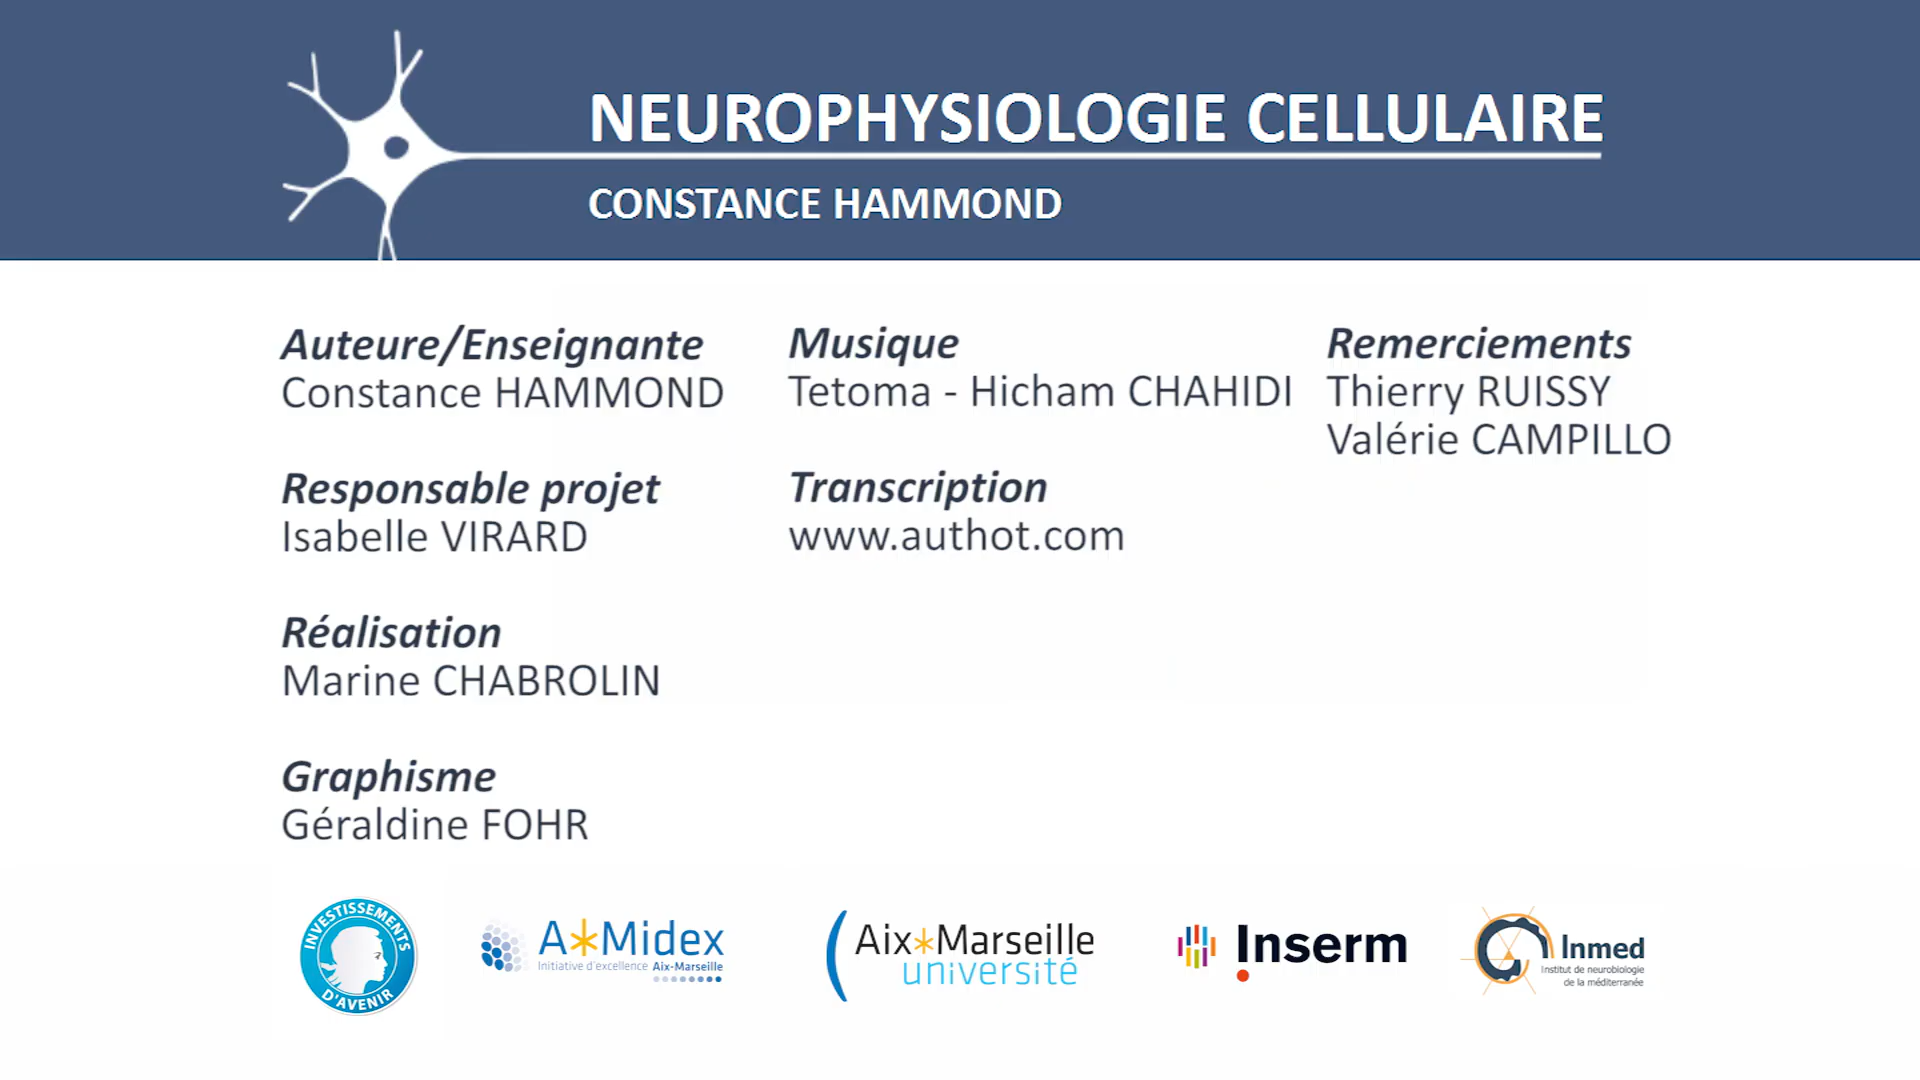 NEUROPHYSIOLOGIE CELLULAIRE
CONSTANCE HAMMOND
Auteure/Enseignante
Constance HAMMOND
Responsable projet
Isabelle VIRARD
Réalisation
Marine CHABROLIN
Graphisme
Géraldine FOHR
Musique
Tetoma - Hicham CHAHIDI
Transcription
www.authot.com
Remerciements
Thierry RUISSY
Valérie CAMPILLO
INVESTISSEMENTS
D'AVENIR
A*Midex
Initiative d'excellence Aix-Marseille
Aix*Marseille
université
Inserm
Inmed
Institut de neurobiologie
de la méditerranée